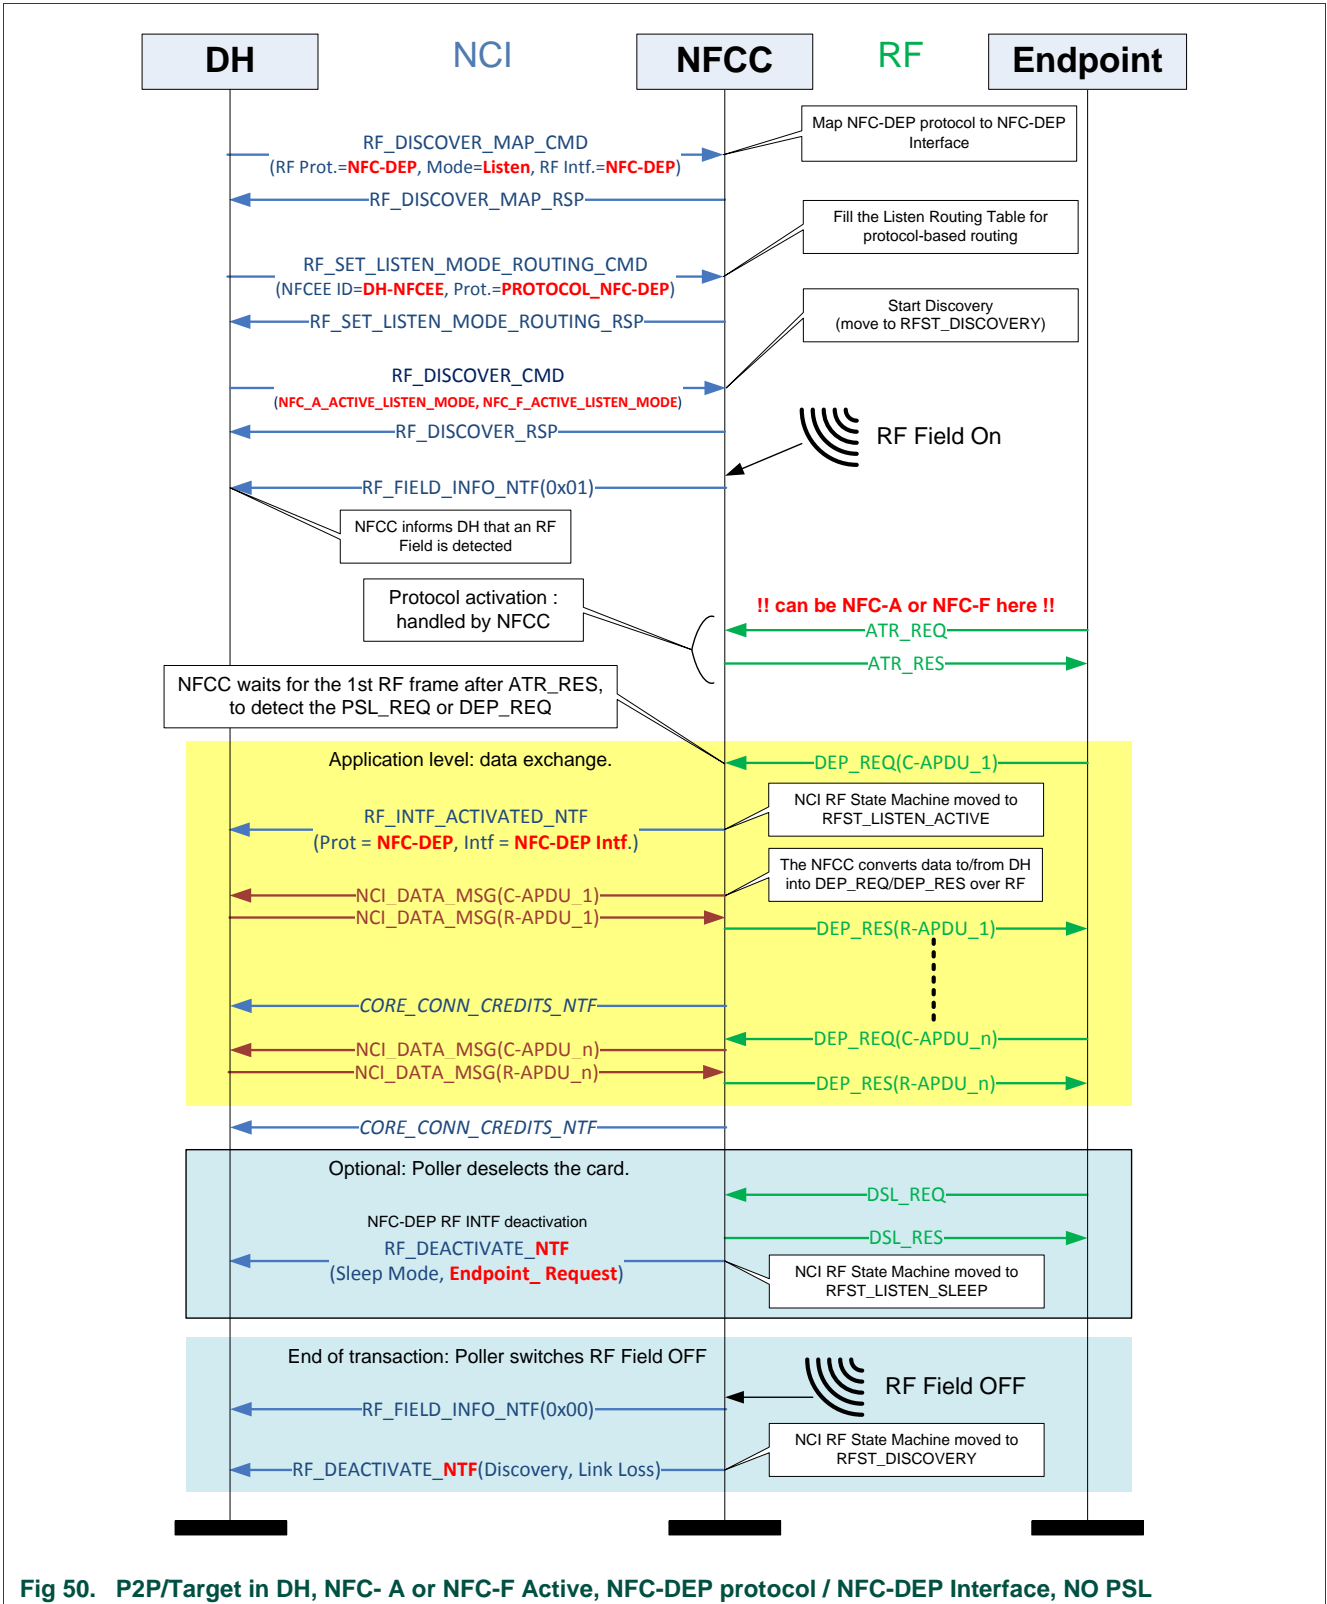 DH
NCI
NFCC
RF
Endpoint
Map NFC-DEP protocol to NFC-DEP
Interface
RF_DISCOVER_MAP_CMD
(RF Prot.=NFC-DEP, Mode=Listen, RF Intf.=NFC-DEP)
RF_DISCOVER_MAP_RSP
Fill the Listen Routing Table for
protocol-based routing
RF_SET_LISTEN_MODE_ROUTING_CMD
(NFCEE ID=DH-NFCEE, Prot.=PROTOCOL_NFC-DEP)
RF_SET_LISTEN_MODE_ROUTING_RSP
Start Discovery
(move to RFST_DISCOVERY)
RF_DISCOVER_CMD
(NFC_A_ACTIVE_LISTEN_MODE, NFC_F_ACTIVE_LISTEN_MODE)
RF_DISCOVER_RSP
RF Field On
RF_FIELD_INFO_NTF(0x01)
NFCC informs DH that an RF
Field is detected
Protocol activation :
handled by NFCC
!! can be NFC-A or NFC-F here !!
ATR_REQ
ATR_RES
NFCC waits for the 1st RF frame after ATR_RES,
to detect the PSL_REQ or DEP_REQ
Application level: data exchange.
DEP_REQ(C-APDU_1)
NCI RF State Machine moved to
RFST_LISTEN_ACTIVE
RF_INTF_ACTIVATED_NTF
(Prot = NFC-DEP, Intf = NFC-DEP Intf.)
The NFCC converts data to/from DH
into DEP_REQ/DEP_RES over RF
NCI_DATA_MSG(C-APDU_1)
NCI_DATA_MSG(R-APDU_1)
DEP_RES(R-APDU_1)
CORE_CONN_CREDITS_NTF
DEP_REQ(C-APDU_n)
NCI_DATA_MSG(C-APDU_n)
NCI_DATA_MSG(R-APDU_n)
DEP_RES(R-APDU_n)
CORE_CONN_CREDITS_NTF
Optional: Poller deselects the card.
DSL_REQ
NFC-DEP RF INTF deactivation
DSL_RES
RF_DEACTIVATE_NTF
(Sleep Mode, Endpoint_ Request)
NCI RF State Machine moved to
RFST_LISTEN_SLEEP
End of transaction: Poller switches RF Field OFF
RF Field OFF
RF_FIELD_INFO_NTF(0x00)
NCI RF State Machine moved to
RFST_DISCOVERY
RF_DEACTIVATE_NTF(Discovery, Link Loss)
Fig 50. P2P/Target in DH, NFC- A or NFC-F Active, NFC-DEP protocol / NFC-DEP Interface, NO PSL